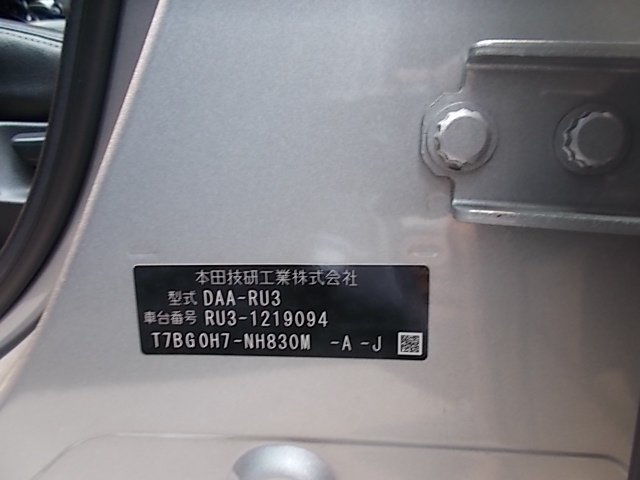 本田技研工業株式会社
型式 DAA-RU3
車台番号 RU3-1219094
T7BG0H7-NH830M -A -J